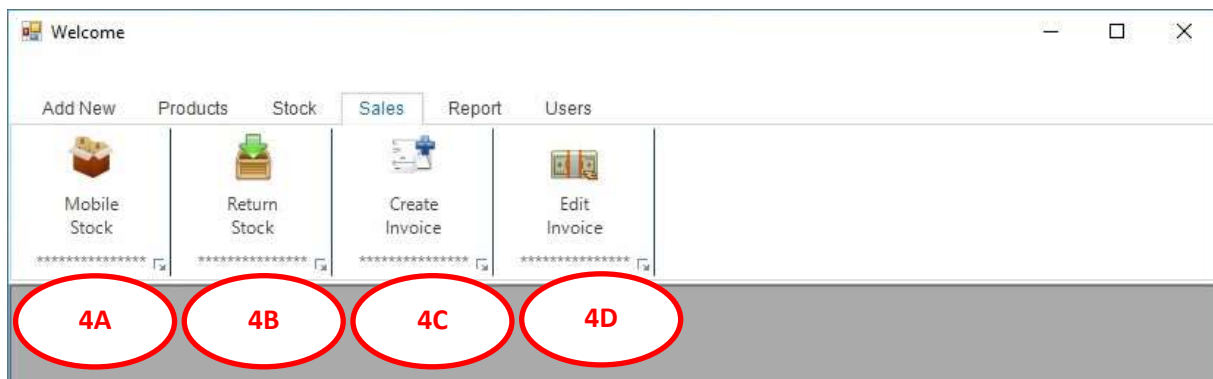 Welcome
Add New Products Stock Sales Report Users
Mobile Return Create Edit
Stock Stock Invoice Invoice
*************** *************** *************** ***************
4A 4B 4C 4D